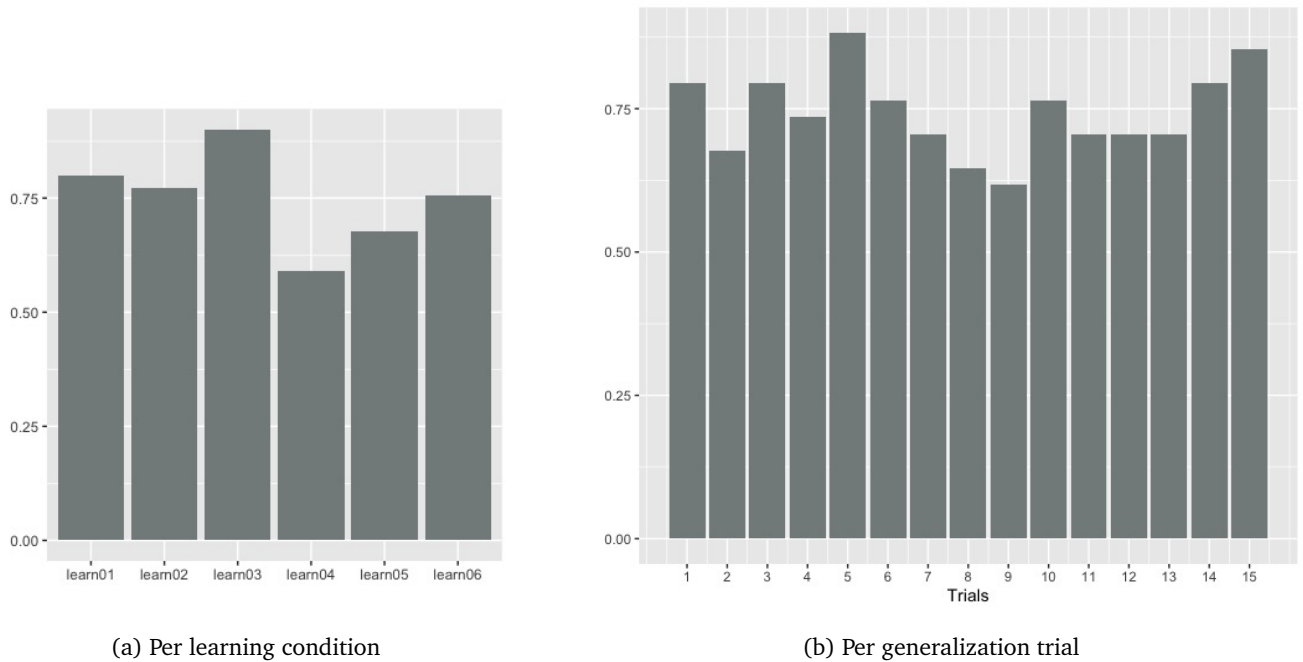 0.75
0.50
0.25
0.00
learn01 learn02 learn03 learn04 learn05 learn06
(a) Per learning condition
0.75
0.50
0.25
0.00
1 2 3 4 5 6 7 8 9 10 11 12 13 14 15
Trials
(b) Per generalization trial